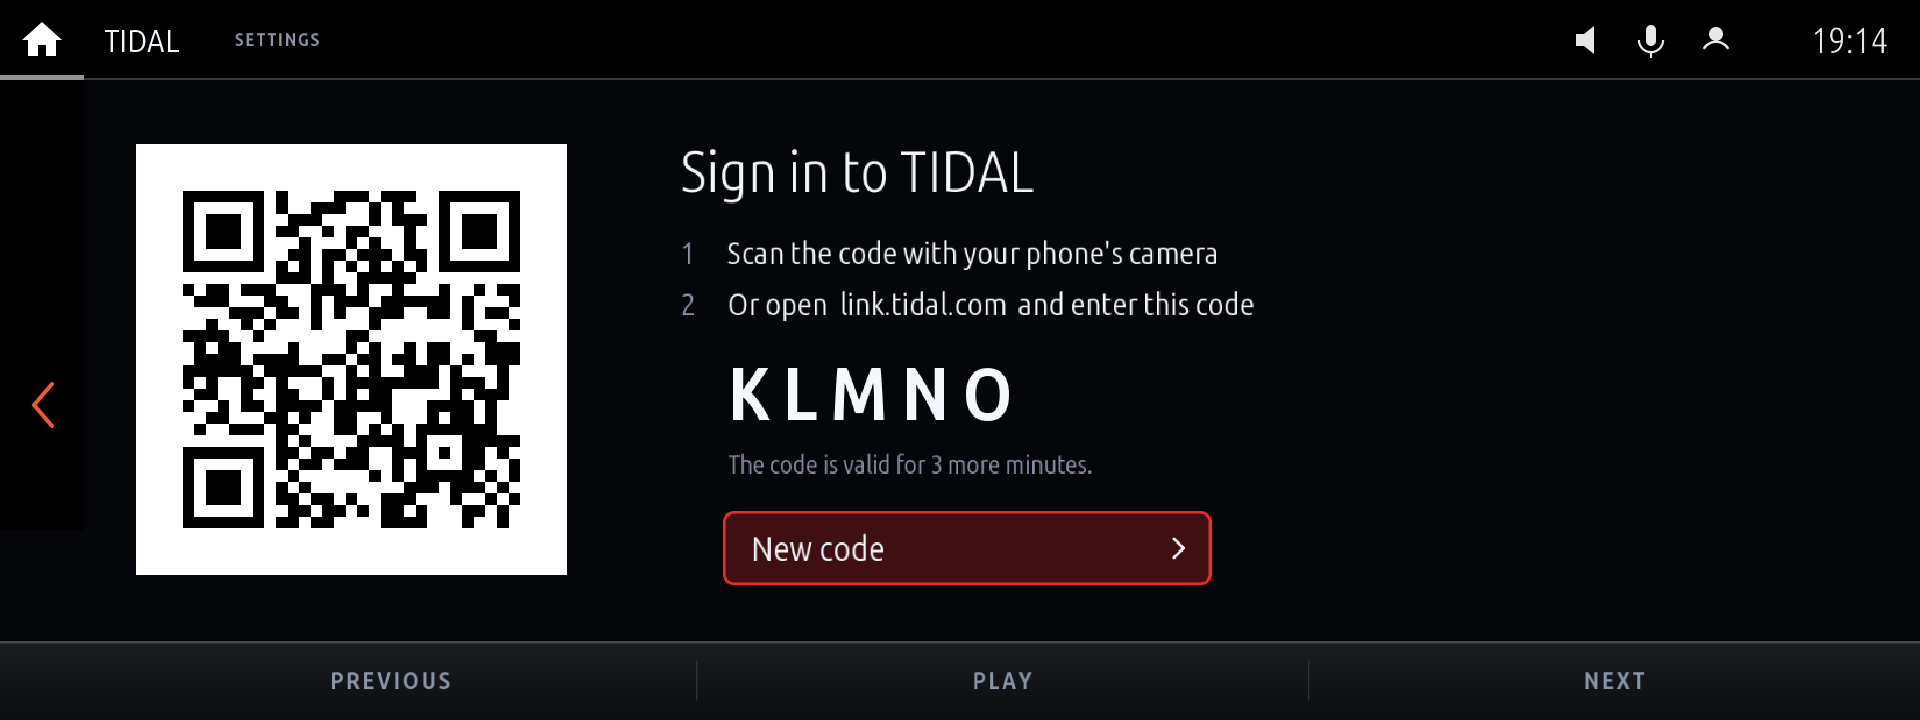 TIDAL SETTINGS 19:14
Sign in to TIDAL
1 Scan the code with your phone's camera
2 Or open link.tidal.com and enter this code
KLMNO
The code is valid for 3 more minutes.
New code
PREVIOUS PLAY NEXT